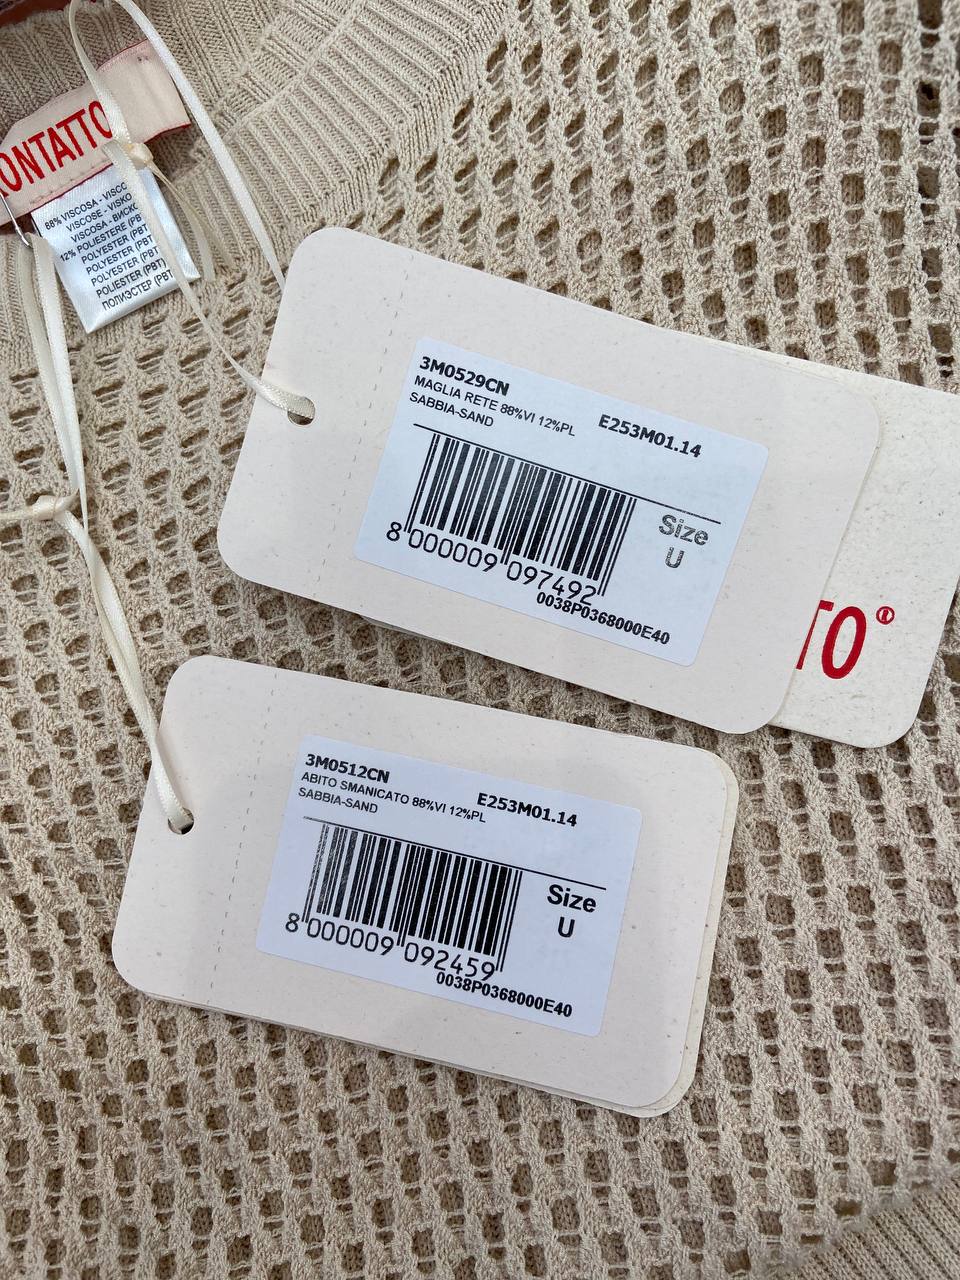 ONTATTO
88% VISCOSA - VISCO
VISCOSE - VISKO
VISCOSA - ВИСКО
12% POLIESTERE (PBT
POLYESTER (PBT
POLYESTER (PBT
POLIESTER (PBT)
ПОЛИЭСТЕР (PBT
3M0529CN
MAGLIA RETE 88%VI 12%PL
E253M01.14
SABBIA-SAND
Size
U
8 000009 097492
0038P0368000E40
TO®
3M0512CN
ABITO SMANICATO 88%VI 12%PL
E253M01.14
SABBIA-SAND
Size
U
8 000009 092459
0038P0368000E40